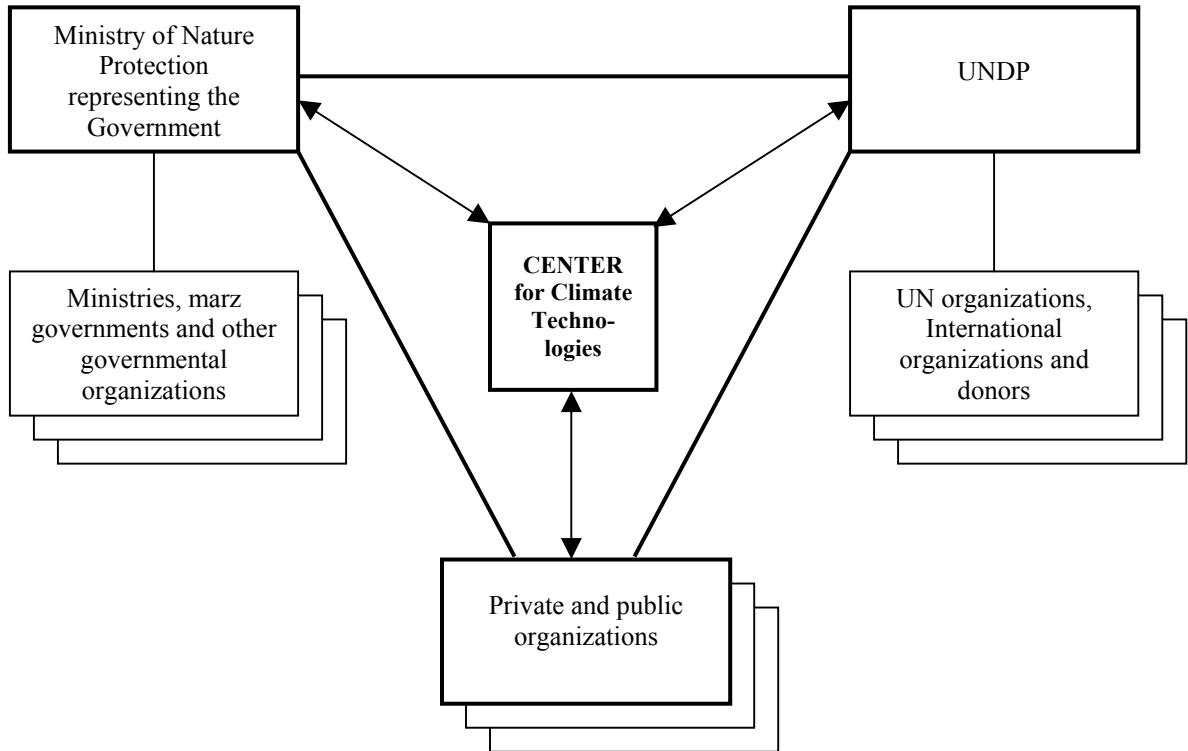 Ministry of Nature
Protection
representing the
Government
UNDP
CENTER
for Climate
Techno-
logies
Ministries, marz
governments and other
governmental
organizations
UN organizations,
International
organizations and
donors
Private and public
organizations